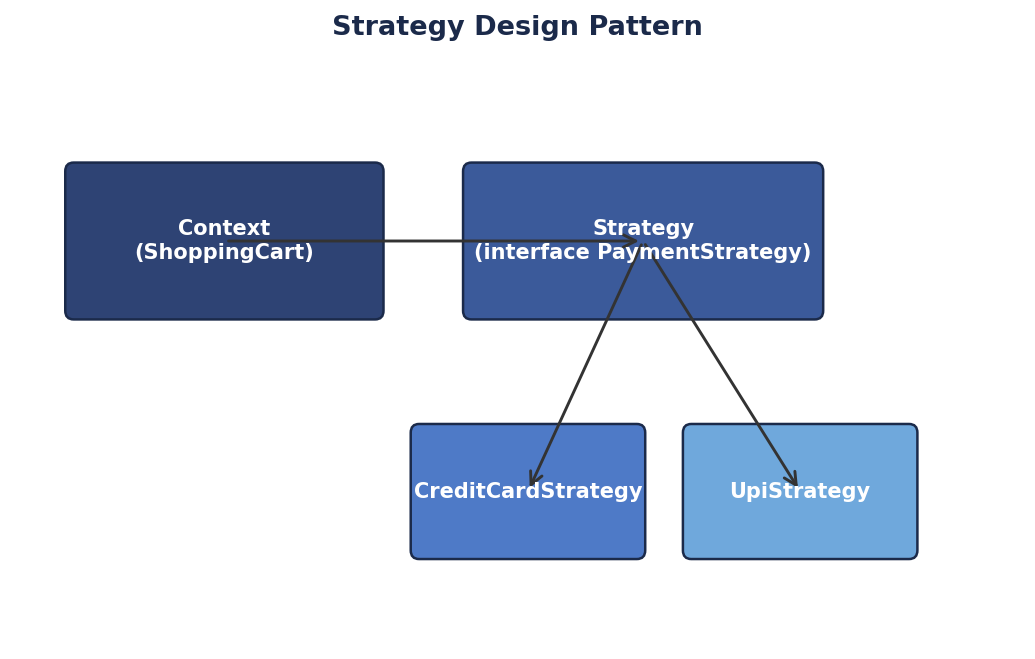 Strategy Design Pattern
Context
(ShoppingCart)
Strategy
(interface PaymentStrategy)
CreditCardStrategy
UpiStrategy